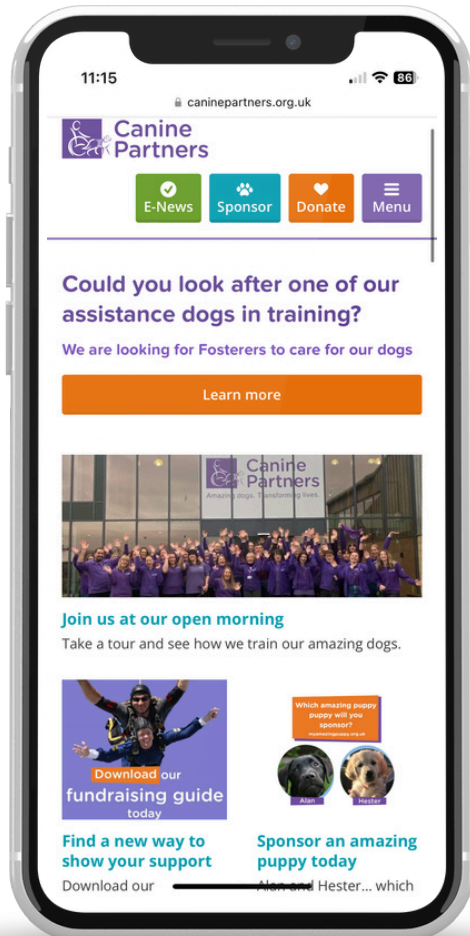 11:15
86
caninepartners.org.uk
Canine
Partners
E-News
Sponsor
Donate
Menu
Could you look after one of our
assistance dogs in training?
We are looking for Fosterers to care for our dogs
Learn more
Canine
Partners
Amazing dogs. Transforming lives.
Join us at our open morning
Take a tour and see how we train our amazing dogs.
Download our
fundraising guide
today
Which amazing puppy
puppy will you
sponsor?
myamazingpuppy.org.uk
Alan
Hester
Find a new way to
show your support
Download our
Sponsor an amazing
puppy today
Alan and Hester... which